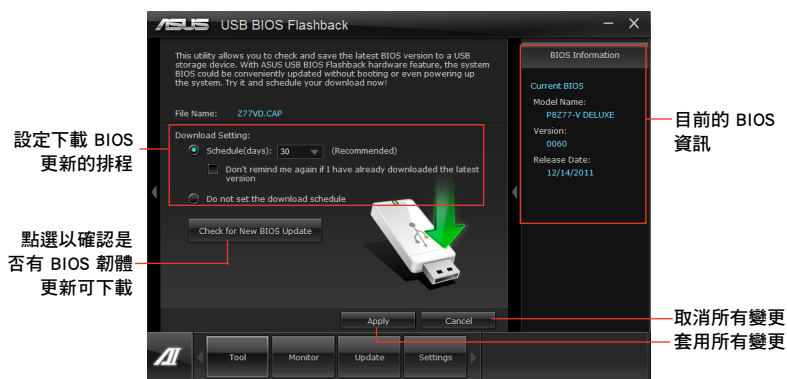 ASUS USB BIOS Flashback
This utility allows you to check and save the latest BIOS version to a USB
storage device. With ASUS USB BIOS Flashback hardware feature, the system
BIOS could be conveniently updated without booting or even powering up
the system. Try it and schedule your download now!
File Name: Z77VD.CAP
Download Setting:
Schedule(days): 30 (Recommended)
Don't remind me again if I have already downloaded the latest
version
Do not set the download schedule
Check for New BIOS Update
Apply
Cancel
BIOS Information
Current BIOS
Model Name:
P8Z77-V DELUXE
Version:
0060
Release Date:
12/14/2011
Tool
Monitor
Update
Settings
設定下載 BIOS
更新的排程
點選以確認是
否有 BIOS 韌體
更新可下載
目前的 BIOS
資訊
取消所有變更
套用所有變更